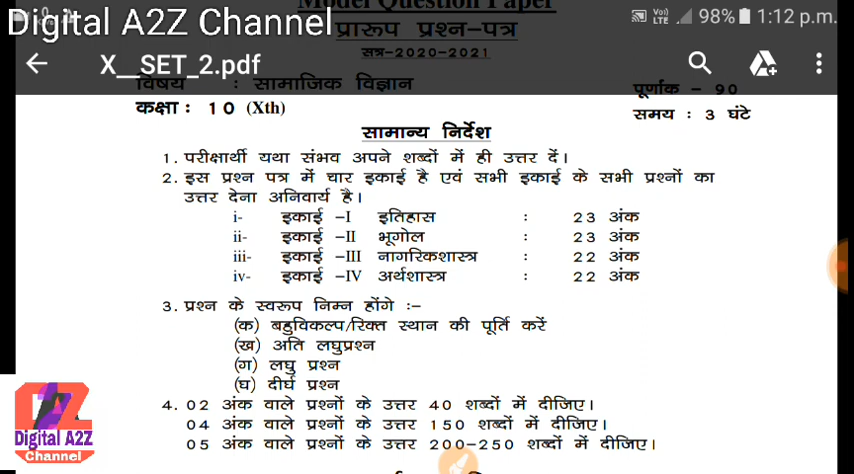 Model Question Paper
Digital A2Z Channel
98% 1:12 p.m.
प्रारूप प्रश्न-पत्र
सत्र-2020-2021
X__SET_2.pdf
विषय : सामाजिक विज्ञान
पूर्णांक - 90
कक्षा : 10 (Xth)
समय : 3 घंटे
सामान्य निर्देश
1. परीक्षार्थी यथा संभव अपने शब्दों में ही उत्तर दें।
2. इस प्रश्न पत्र में चार इकाई है एवं सभी इकाई के सभी प्रश्नों का
उत्तर देना अनिवार्य है।
i- इकाई -I इतिहास : 23 अंक
ii- इकाई -II भूगोल : 23 अंक
iii- इकाई -III नागरिकशास्त्र : 22 अंक
iv- इकाई -IV अर्थशास्त्र : 22 अंक
3. प्रश्न के स्वरूप निम्न होंगे :-
(क) बहुविकल्प/रिक्त स्थान की पूर्ति करें
(ख) अति लघुप्रश्न
(ग) लघु प्रश्न
(घ) दीर्घ प्रश्न
4. 02 अंक वाले प्रश्नों के उत्तर 40 शब्दों में दीजिए।
04 अंक वाले प्रश्नों के उत्तर 150 शब्दों में दीजिए।
05 अंक वाले प्रश्नों के उत्तर 200-250 शब्दों में दीजिए।
Digital A2Z
Channel